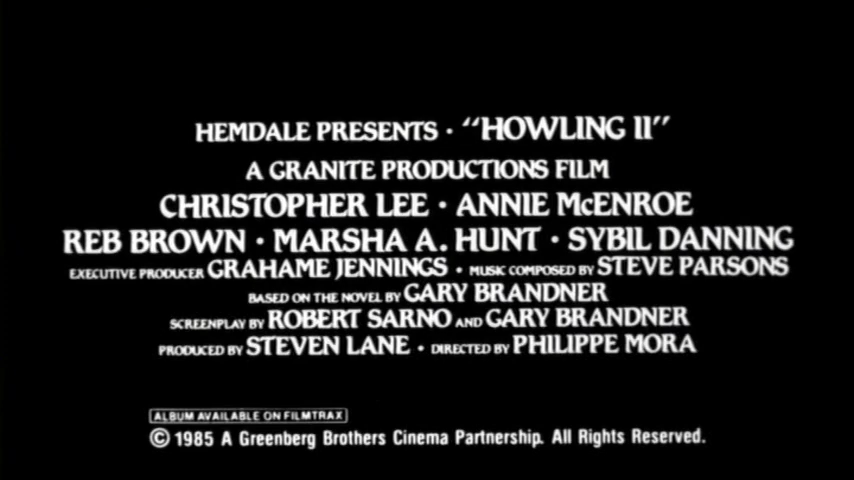 HEMDALE PRESENTS · "HOWLING II"
A GRANITE PRODUCTIONS FILM
CHRISTOPHER LEE · ANNIE McENROE
REB BROWN · MARSHA A. HUNT · SYBIL DANNING
EXECUTIVE PRODUCER GRAHAME JENNINGS · MUSIC COMPOSED BY STEVE PARSONS
BASED ON THE NOVEL BY GARY BRANDNER
SCREENPLAY BY ROBERT SARNO AND GARY BRANDNER
PRODUCED BY STEVEN LANE · DIRECTED BY PHILIPPE MORA
ALBUM AVAILABLE ON FILMTRAX
© 1985 A Greenberg Brothers Cinema Partnership. All Rights Reserved.